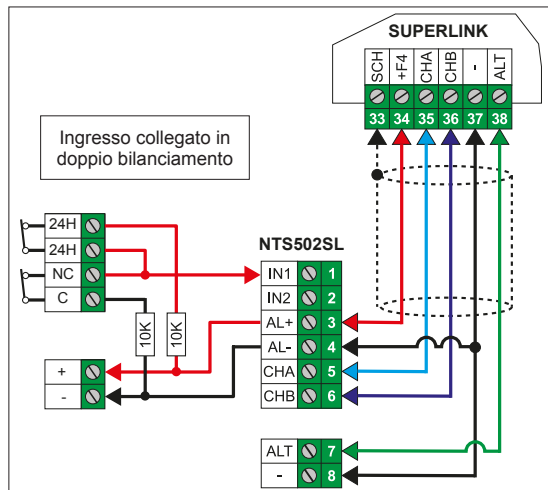 SUPERLINK
SCH +F4 CHA CHB - ALT
33 34 35 36 37 38
Ingresso collegato in
doppio bilanciamento
24H
24H
NC
C
10K 10K
+
-
NTS502SL
IN1 1
IN2 2
AL+ 3
AL- 4
CHA 5
CHB 6
ALT 7
- 8